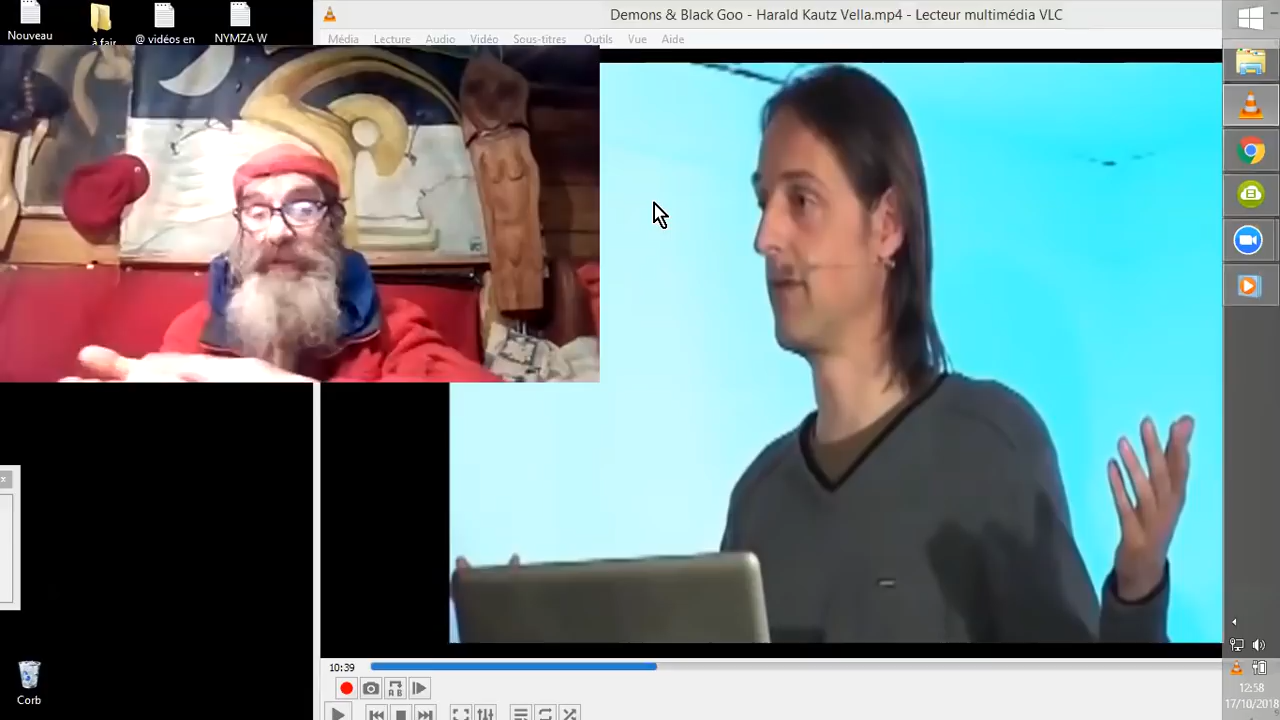 Demons & Black Goo - Harald Kautz Vella.mp4 - Lecteur multimédia VLC
Nouveau
à fair
@ vidéos en
NYMZA W
Média Lecture Audio Vidéo Sous-titres Outils Vue Aide
10:39
Corb
12:58
17/10/2018